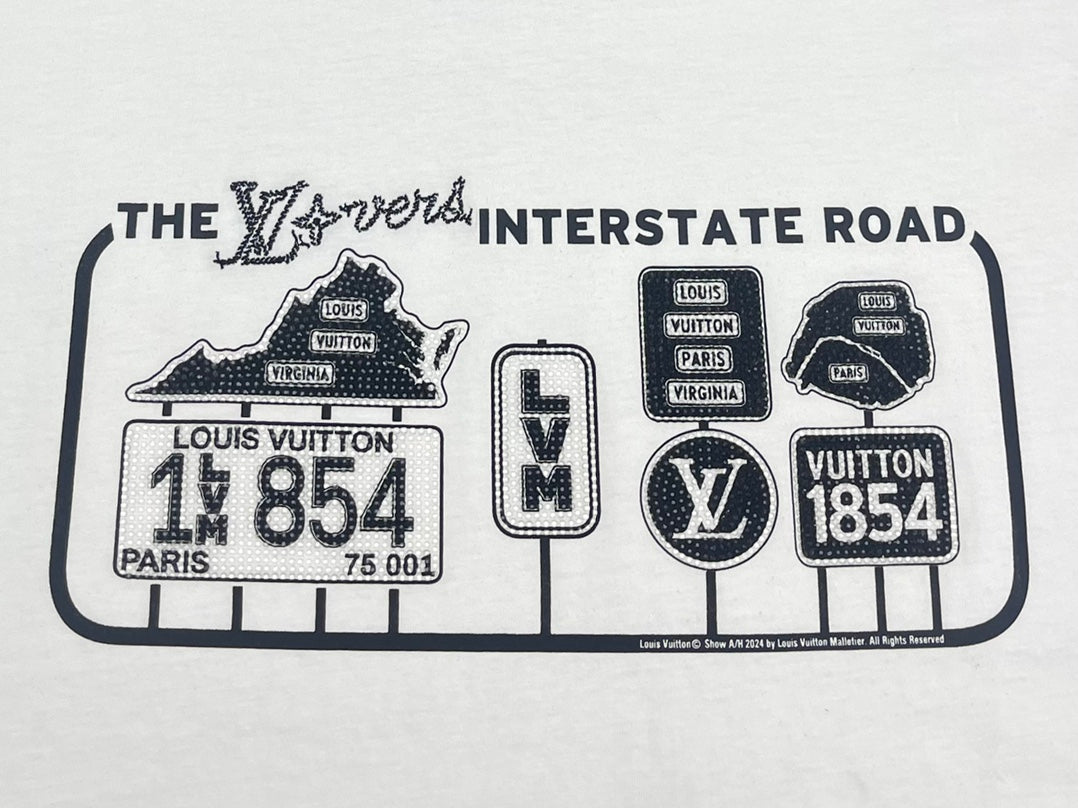 THE LVovers INTERSTATE ROAD
LOUIS
VUITTON
VIRGINIA
LOUIS VUITTON
1 LVM 854
PARIS 75 001
L
V
M
LOUIS
VUITTON
PARIS
VIRGINIA
LV
LOUIS
VUITTON
PARIS
VUITTON
1854
Louis Vuitton© Show A/H 2024 by Louis Vuitton Malletier. All Rights Reserved